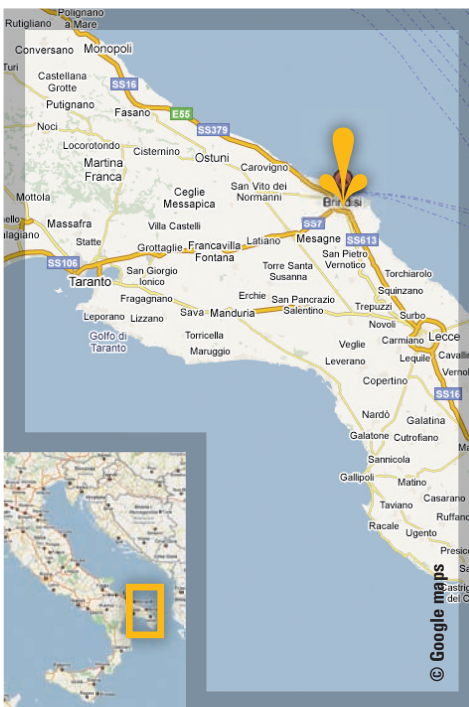 Polignano
a Mare
Rutigliano
Conversano
Monopoli
Turi
Castellana
Grotte
SS16
Putignano
Fasano
E55
Noci
SS379
Locorotondo
Cisternino
Ostuni
Martina
Franca
Carovigno
San Vito dei
Normanni
Brindisi
Ceglie
Messapica
Mottola
Massafra
Villa Castelli
SS7
Statte
Grottaglie
Francavilla
Fontana
Latiano
Mesagne
SS613
SS106
San Pietro
Vernotico
Taranto
San Giorgio
Ionico
Torre Santa
Susanna
Torchiarolo
Squinzano
Fragagnano
Erchie
San Pancrazio
Salentino
Trepuzzi
Surbo
Leporano
Lizzano
Sava
Manduria
Novoli
Golfo di
Taranto
Torricella
Veglie
Carmiano
Lecce
Maruggio
Leverano
Lequile
Copertino
SS16
Nardò
Galatina
Galatone
Cutrofiano
Sannicola
Gallipoli
Matino
Casarano
Taviano
Racale
Ugento
© Google maps